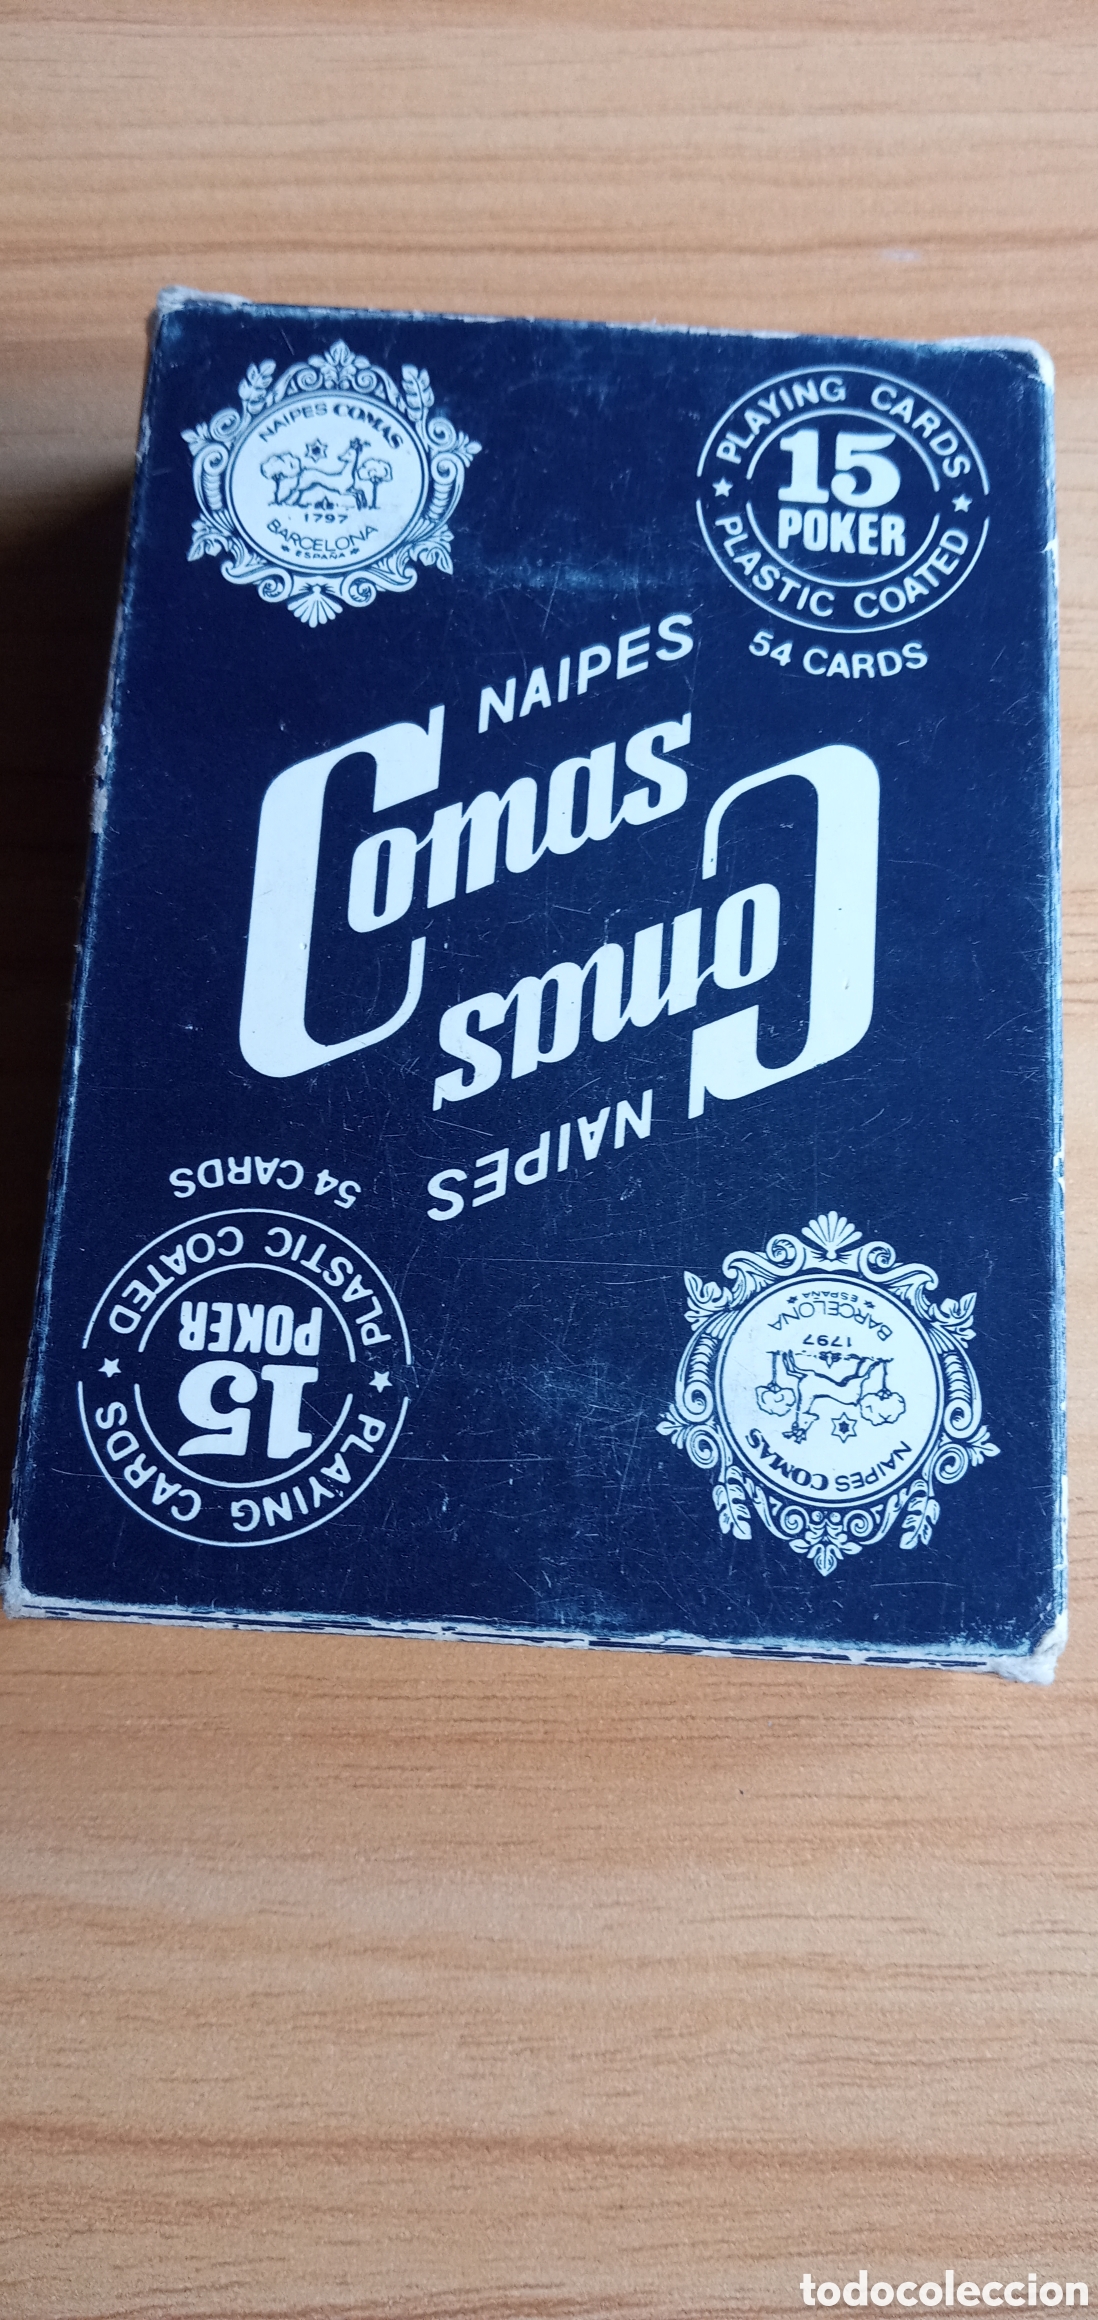 NAIPES COMAS
1797
BARCELONA
* ESPAÑA *
PLAYING CARDS
15
POKER
★ PLASTIC COATED ★
54 CARDS
NAIPES
Comas
Comas
NAIPES
54 CARDS
★ PLASTIC COATED ★
POKER
15
PLAYING CARDS
* ESPAÑA *
BARCELONA
1797
NAIPES COMAS
todocoleccion